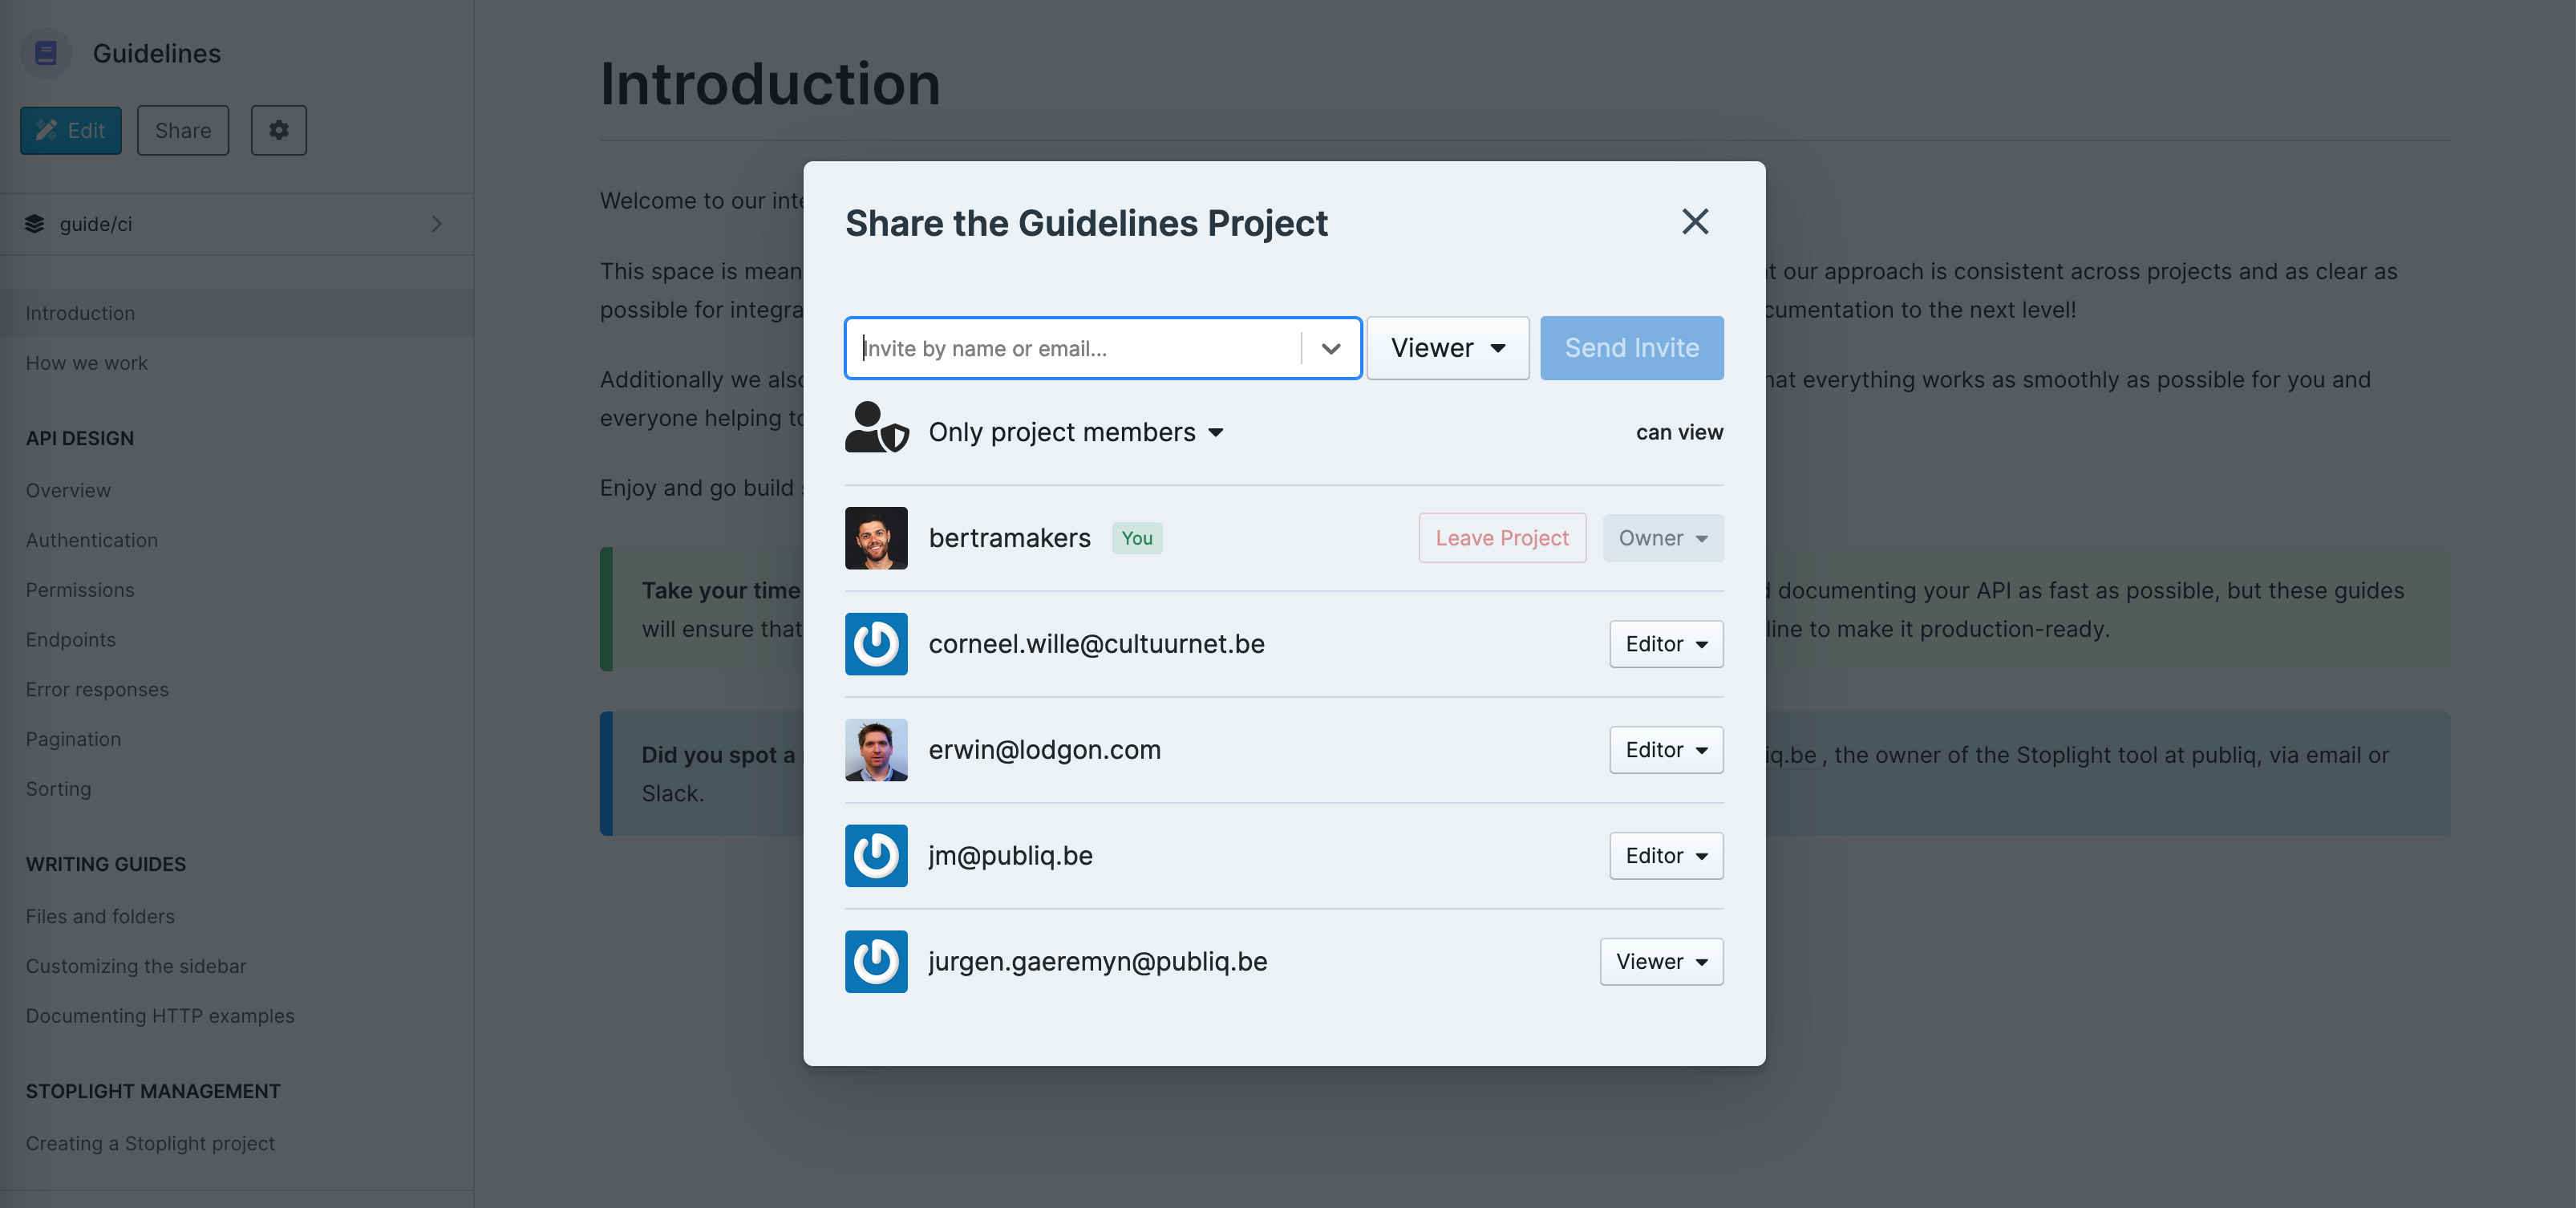 Guidelines
Edit
Share
guide/ci
Introduction
How we work
API DESIGN
Overview
Authentication
Permissions
Endpoints
Error responses
Pagination
Sorting
WRITING GUIDES
Files and folders
Customizing the sidebar
Documenting HTTP examples
STOPLIGHT MANAGEMENT
Creating a Stoplight project
Introduction
Welcome to our
This space is
our approach is consistent across projects and as clear as
possible for
to the next level!
Additionally we
everything works as smoothly as possible for you and
everyone helping
Enjoy and go build
Take your time
documenting your API as fast as possible, but these guides
will ensure that
to make it production-ready.
Did you spot a
iq.be , the owner of the Stoplight tool at publiq, via email or
Slack.
Share the Guidelines Project
Invite by name or email...
Viewer
Send Invite
Only project members
can view
bertramakers
You
Leave Project
Owner
corneel.wille@cultuurnet.be
Editor
erwin@lodgon.com
Editor
jm@publiq.be
Editor
jurgen.gaeremyn@publiq.be
Viewer